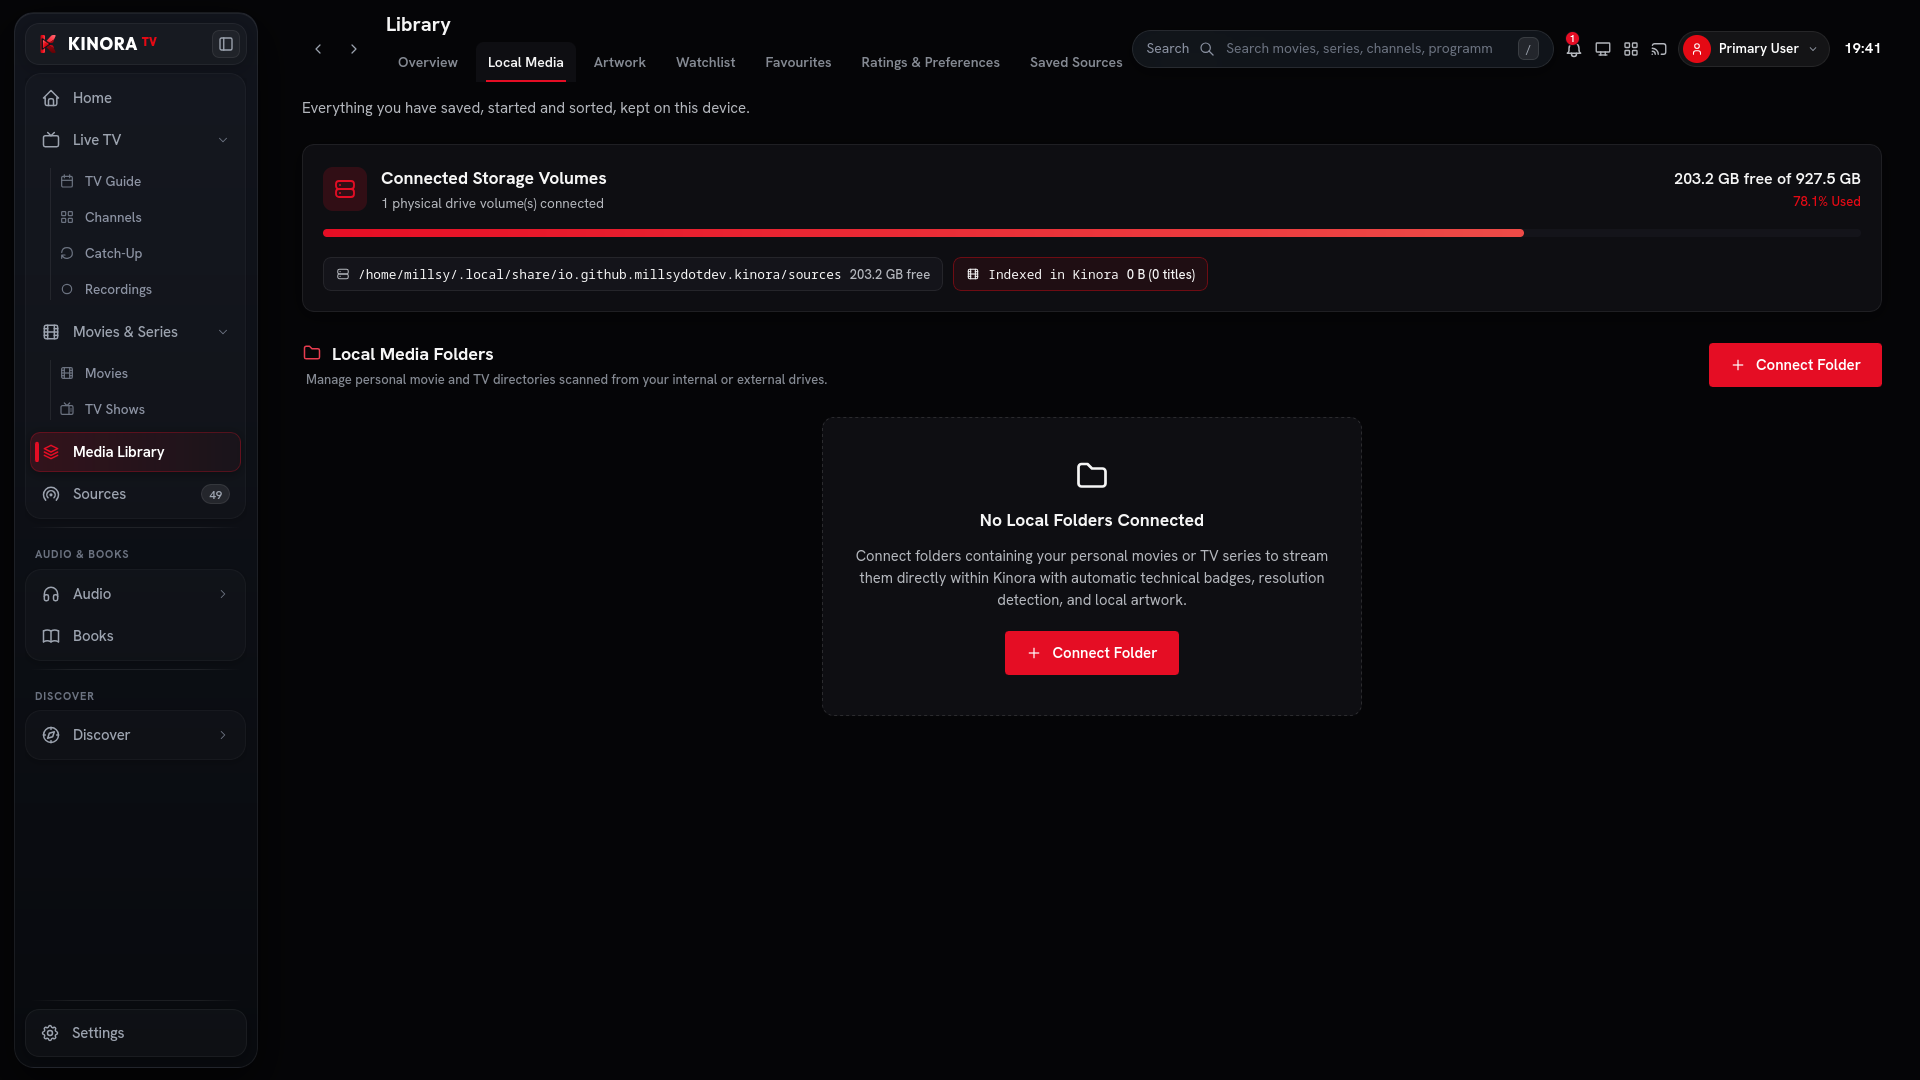 KINORA TV
Home
Live TV
TV Guide
Channels
Catch-Up
Recordings
Movies & Series
Movies
TV Shows
Media Library
Sources 49
AUDIO & BOOKS
Audio
Books
DISCOVER
Discover
Settings
Library
Overview Local Media Artwork Watchlist Favourites Ratings & Preferences Saved Sources
Search Search movies, series, channels, programm /
1
Primary User
19:41
Everything you have saved, started and sorted, kept on this device.
Connected Storage Volumes
1 physical drive volume(s) connected
203.2 GB free of 927.5 GB
78.1% Used
/home/millsy/.local/share/io.github.millsydotdev.kinora/sources 203.2 GB free
Indexed in Kinora 0 B (0 titles)
Local Media Folders
Manage personal movie and TV directories scanned from your internal or external drives.
+ Connect Folder
No Local Folders Connected
Connect folders containing your personal movies or TV series to stream
them directly within Kinora with automatic technical badges, resolution
detection, and local artwork.
+ Connect Folder